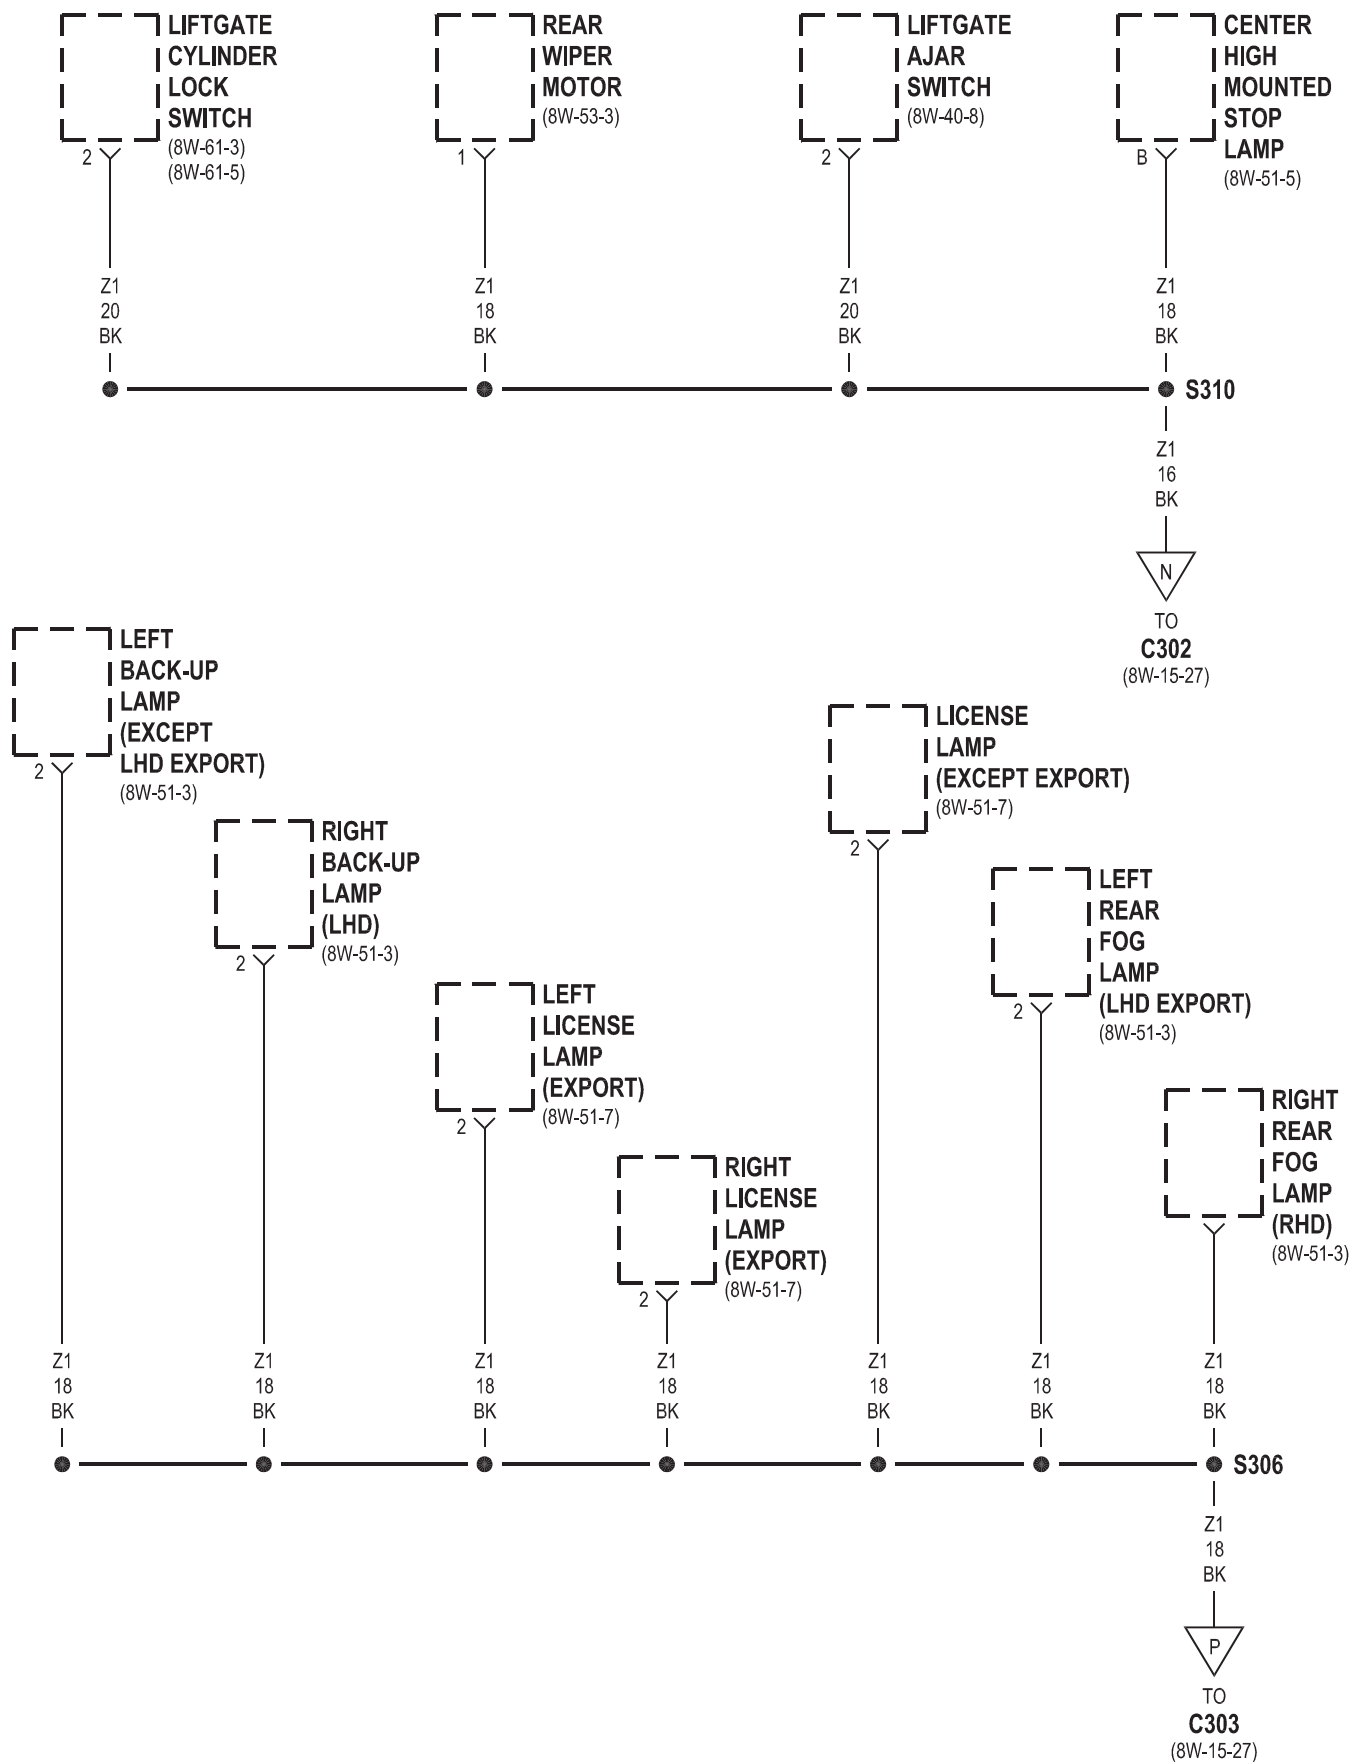 LIFTGATE
CYLINDER
LOCK
SWITCH
(8W-61-3)
(8W-61-5)
2
REAR
WIPER
MOTOR
(8W-53-3)
1
LIFTGATE
AJAR
SWITCH
(8W-40-8)
2
CENTER
HIGH
MOUNTED
STOP
LAMP
(8W-51-5)
B
Z1
20
BK
Z1
18
BK
Z1
20
BK
Z1
18
BK
S310
Z1
16
BK
N
TO
C302
(8W-15-27)
LEFT
BACK-UP
LAMP
(EXCEPT
LHD EXPORT)
(8W-51-3)
2
RIGHT
BACK-UP
LAMP
(LHD)
(8W-51-3)
2
LEFT
LICENSE
LAMP
(EXPORT)
(8W-51-7)
2
RIGHT
LICENSE
LAMP
(EXPORT)
(8W-51-7)
2
LICENSE
LAMP
(EXCEPT EXPORT)
(8W-51-7)
2
LEFT
REAR
FOG
LAMP
(LHD EXPORT)
(8W-51-3)
2
RIGHT
REAR
FOG
LAMP
(RHD)
(8W-51-3)
Z1
18
BK
Z1
18
BK
Z1
18
BK
Z1
18
BK
Z1
18
BK
Z1
18
BK
Z1
18
BK
S306
Z1
18
BK
P
TO
C303
(8W-15-27)